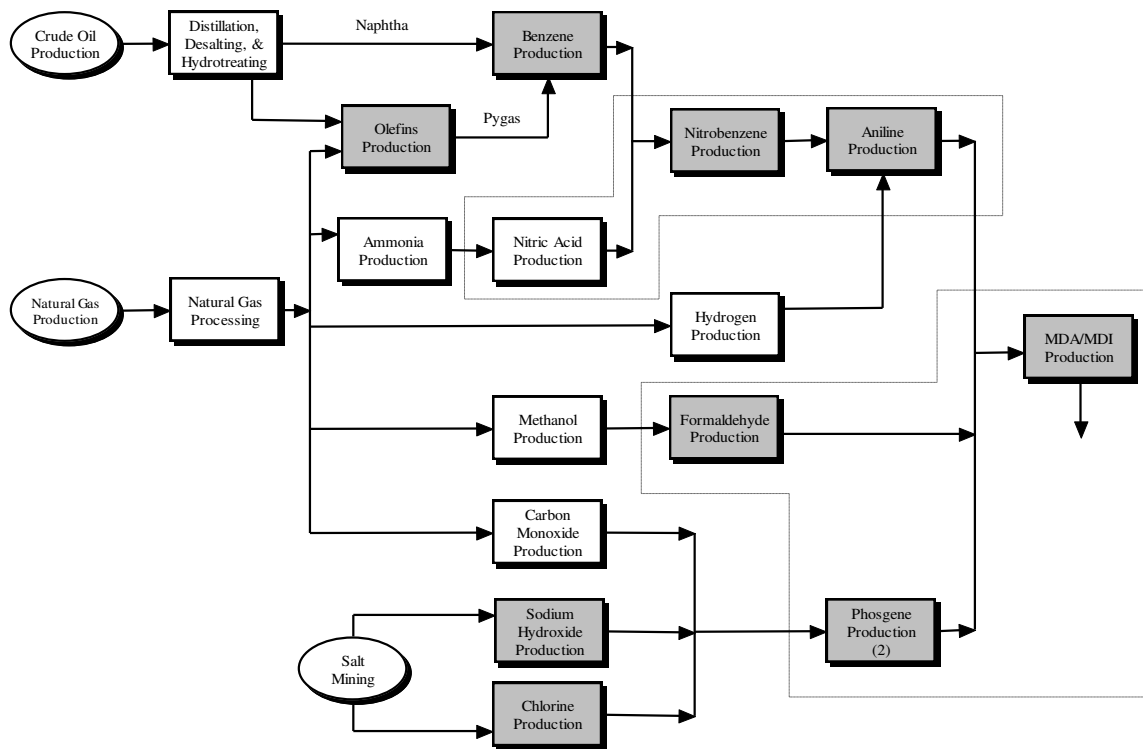 Crude Oil
Production
Distillation,
Desalting, &
Hydrotreating
Naphtha
Benzene
Production
Olefins
Production
Pygas
Nitrobenzene
Production
Aniline
Production
Ammonia
Production
Nitric Acid
Production
Natural Gas
Production
Natural Gas
Processing
Hydrogen
Production
MDA/MDI
Production
Methanol
Production
Formaldehyde
Production
Carbon
Monoxide
Production
Sodium
Hydroxide
Production
Phosgene
Production
(2)
Salt
Mining
Chlorine
Production